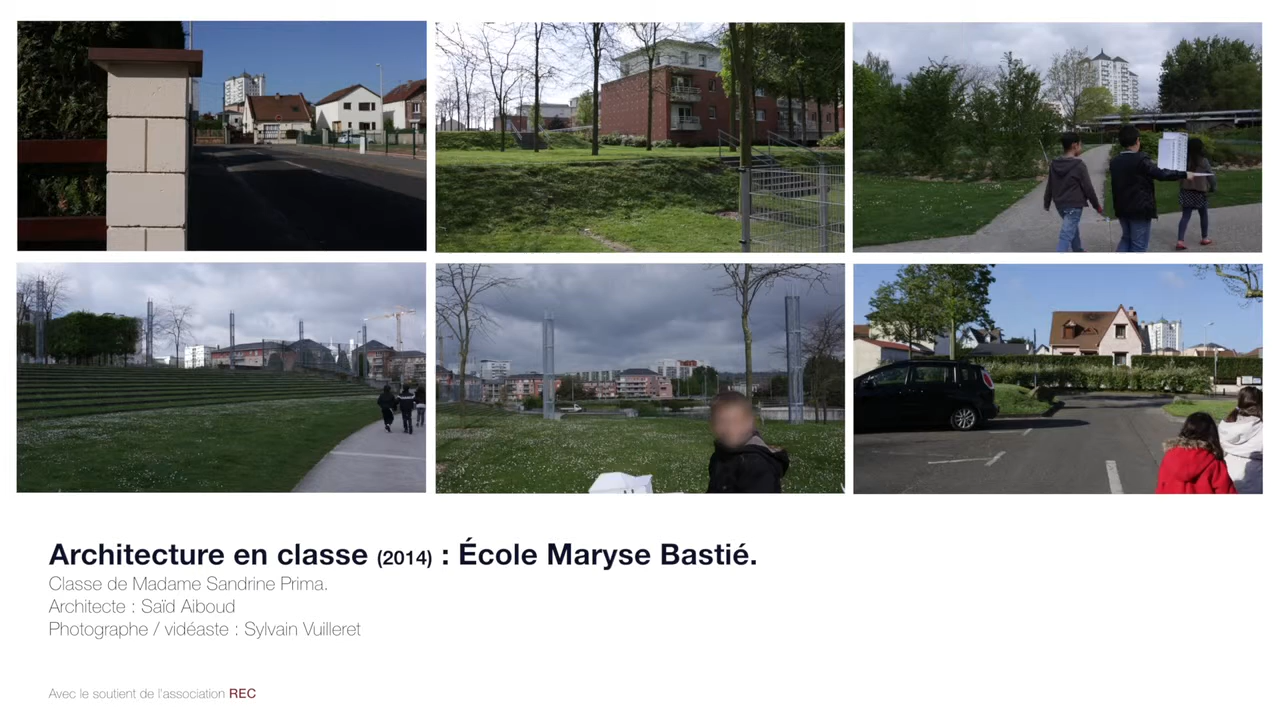 Architecture en classe (2014) : École Maryse Bastié.
Classe de Madame Sandrine Prima.
Architecte : Saïd Aiboud
Photographe / vidéaste : Sylvain Vuilleret
Avec le soutient de l'association REC